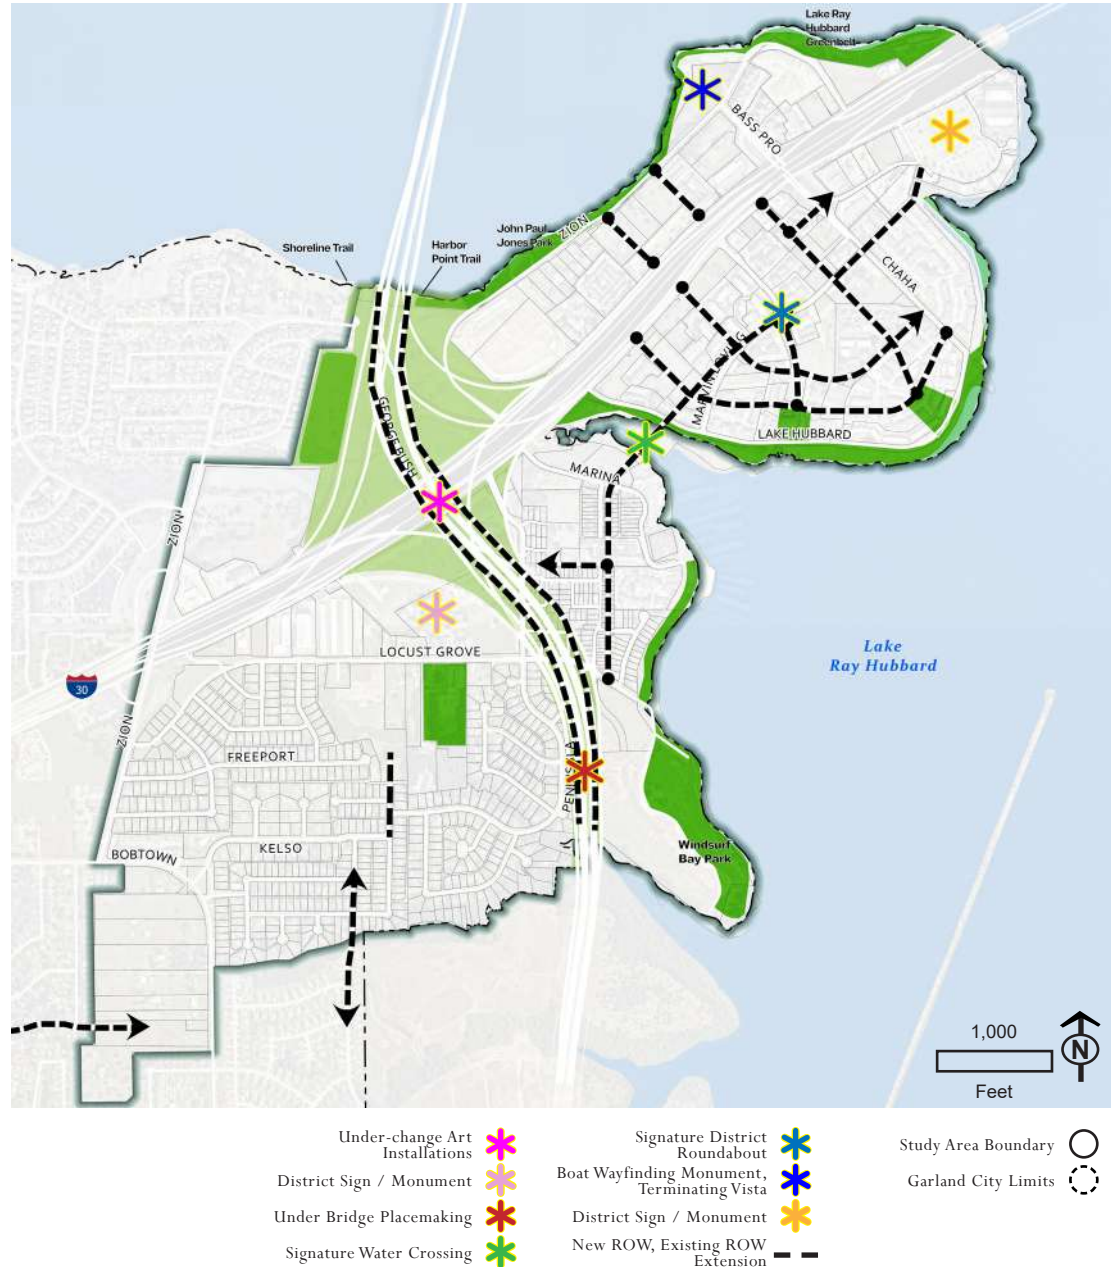 Lake Ray
Hubbard
Greenbelt
BASS PRO
ZION
John Paul
Jones Park
Shoreline Trail
Harbor
Point Trail
CHAHA
MARVIN LOVING
GEORGE BUSH
LAKE HUBBARD
MARINA
ZION
LOCUST GROVE
Lake
Ray Hubbard
30
ZION
FREEPORT
PENINSULA
KELSO
BOBTOWN
Windsurf
Bay Park
1,000
Feet
N
Under-change Art
Installations
District Sign / Monument
Under Bridge Placemaking
Signature Water Crossing
Signature District
Roundabout
Boat Wayfinding Monument,
Terminating Vista
District Sign / Monument
New ROW, Existing ROW
Extension
Study Area Boundary
Garland City Limits